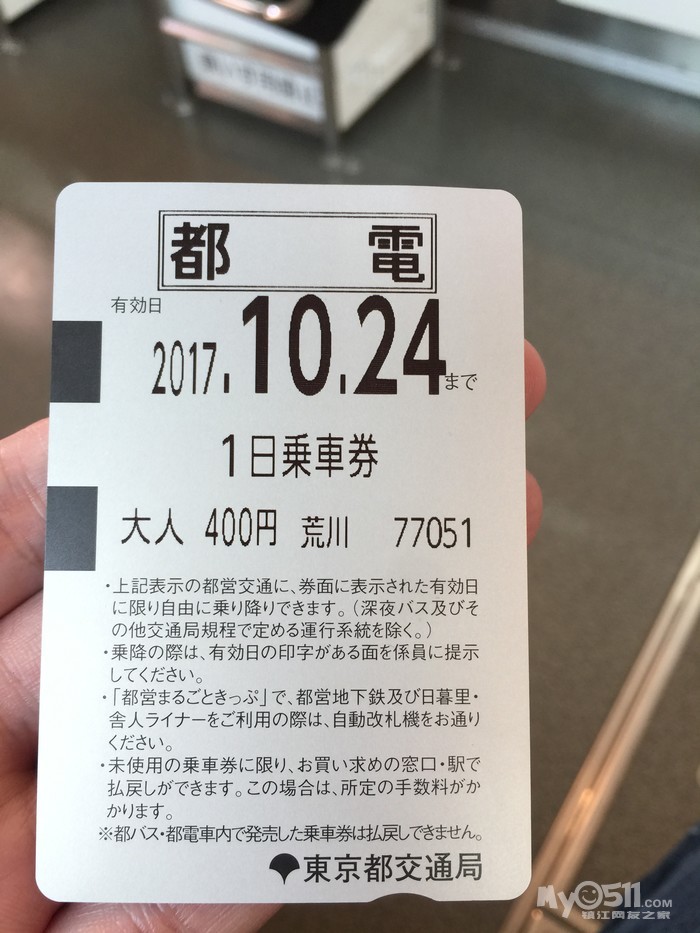 都 電
有効日
2017.10.24まで
1日乗車券
大人 400円 荒川 77051
・上記表示の都営交通に、券面に表示された有効日
に限り自由に乗り降りできます。(深夜バス及びそ
の他交通局規程で定める運行系統を除く。)
・乗降の際は、有効日の印字がある面を係員に提示
してください。
・「都営まるごときっぷ」で、都営地下鉄及び日暮里・
舎人ライナーをご利用の際は、自動改札機をお通り
ください。
・未使用の乗車券に限り、お買い求めの窓口・駅で
払戻しができます。この場合は、所定の手数料がか
かります。
※都バス・都電車内で発売した乗車券は払戻しできません。
東京都交通局
My0511.COM
镇江网友之家